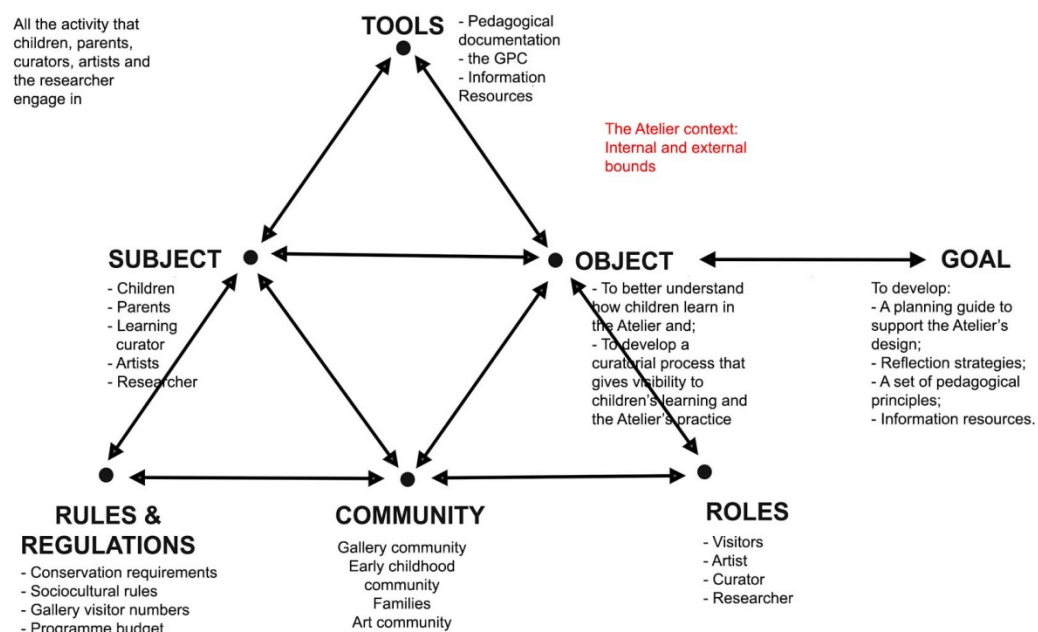 All the activity that
children, parents,
curators, artists and
the researcher
engage in
TOOLS
- Pedagogical
documentation
- the GPC
- Information
Resources
The Atelier context:
Internal and external
bounds
SUBJECT
- Children
- Parents
- Learning
curator
- Artists
- Researcher
OBJECT
- To better understand
how children learn in
the Atelier and;
- To develop a
curatorial process that
gives visibility to
children's learning and
the Atelier's practice
GOAL
To develop:
- A planning guide to
support the Atelier's
design;
- Reflection strategies;
- A set of pedagogical
principles;
- Information resources.
RULES &
REGULATIONS
- Conservation requirements
- Sociocultural rules
- Gallery visitor numbers
- Programme budget
COMMUNITY
Gallery community
Early childhood
community
Families
Art community
ROLES
- Visitors
- Artist
- Curator
- Researcher